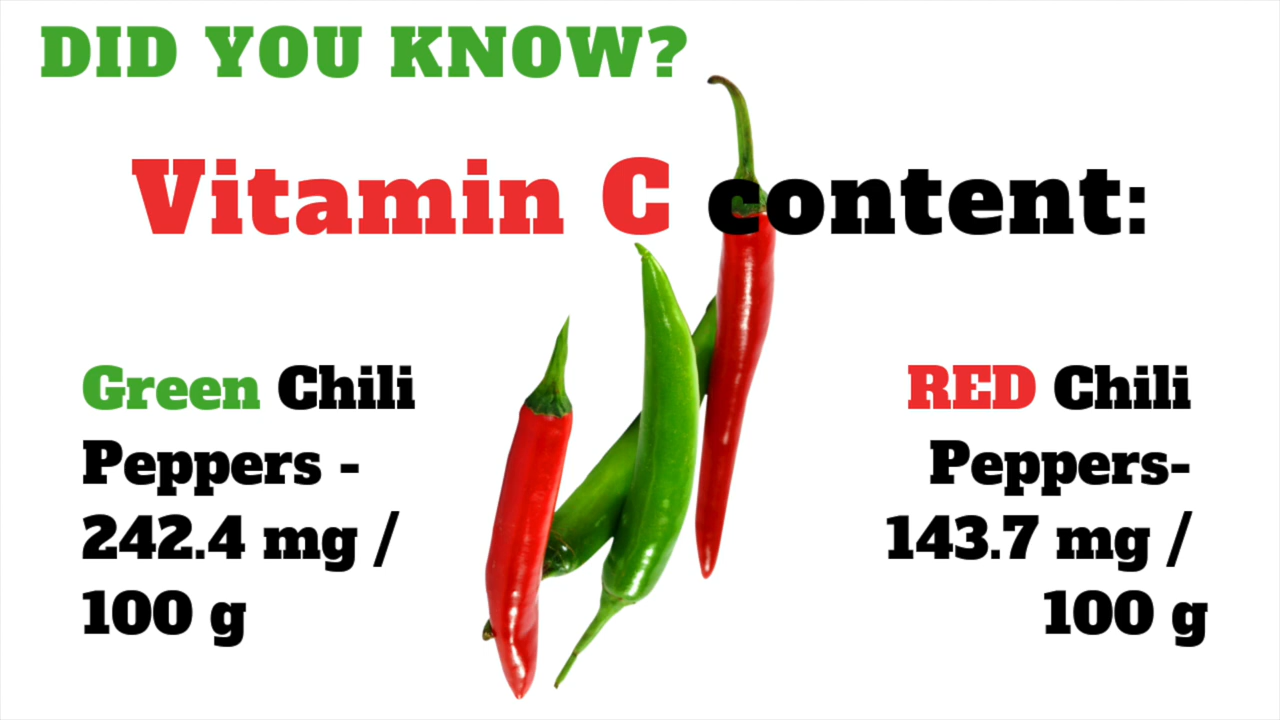 DID YOU KNOW?
Vitamin C content:
Green Chili
Peppers -
242.4 mg /
100 g
RED Chili
Peppers-
143.7 mg /
100 g